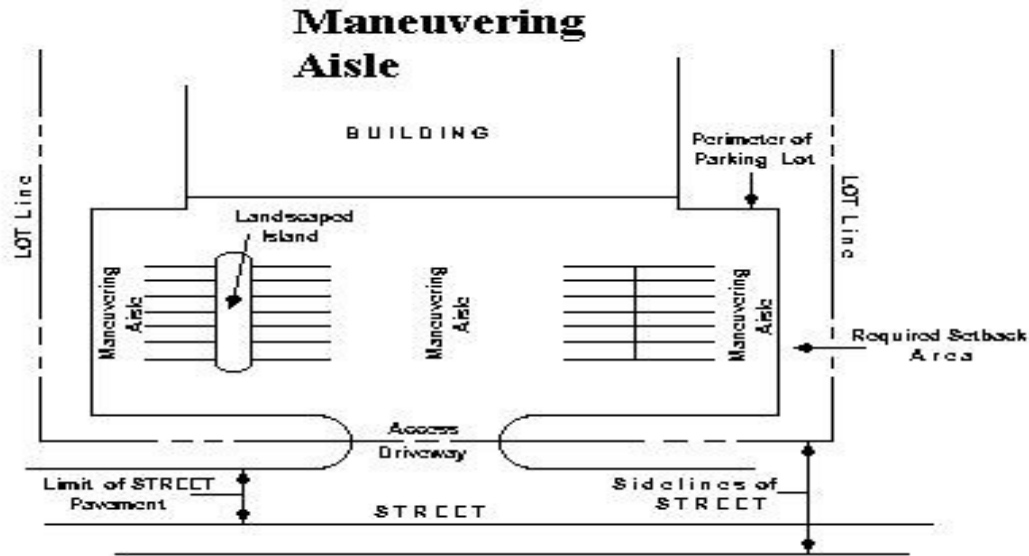 Maneuvering
Aisle
BUILDING
Perimeter of
Parking Lot
LOT Line
LOT Line
Landscaped
Island
Maneuvering
Aisle
Maneuvering
Aisle
Maneuvering
Aisle
Required Setback
Area
Access
Driveway
Limit of STREET
Pavement
Sidelines of
STREET
STREET